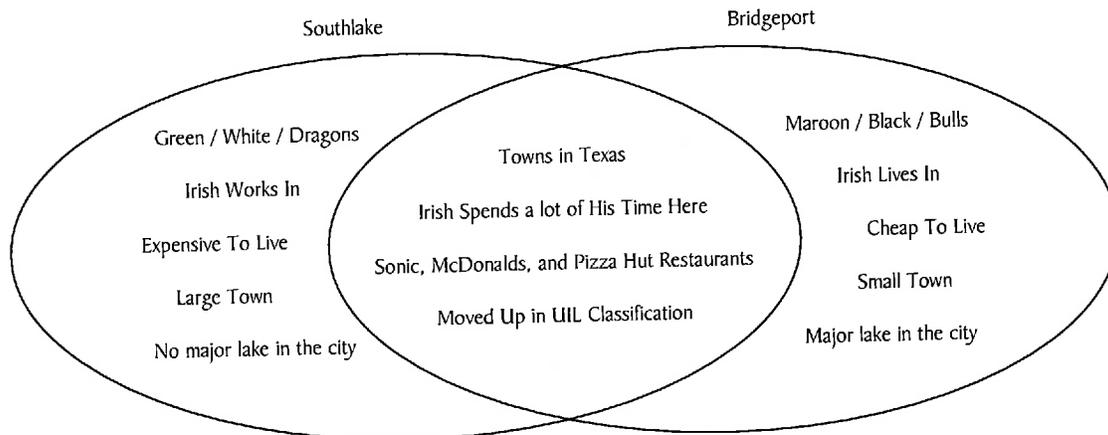 Southlake
Bridgeport
Green / White / Dragons
Irish Works In
Expensive To Live
Large Town
No major lake in the city
Towns in Texas
Irish Spends a lot of His Time Here
Sonic, McDonalds, and Pizza Hut Restaurants
Moved Up in UIL Classification
Maroon / Black / Bulls
Irish Lives In
Cheap To Live
Small Town
Major lake in the city